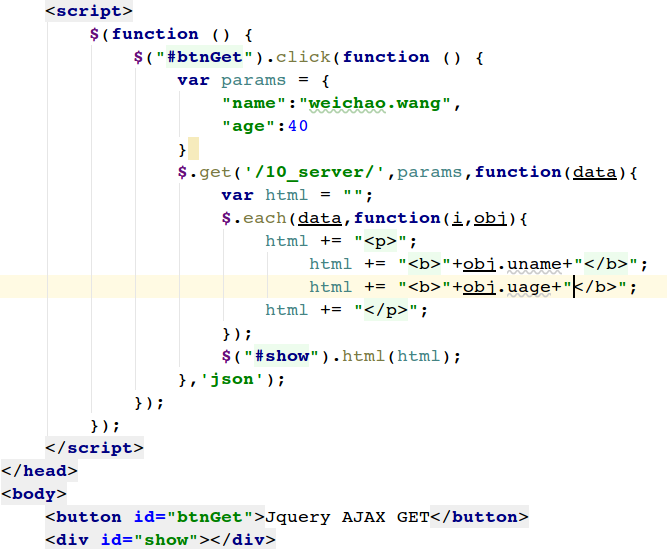 <script>
$(function () {
$("#btnGet").click(function () {
var params = {
"name":"weichao.wang",
"age":40
}
$.get('/10_server/',params,function(data){
var html = "";
$.each(data,function(i,obj){
html += "<p>";
html += "<b>"+obj.uname+"</b>";
html += "<b>"+obj.uage+"</b>";
html += "</p>";
});
$("#show").html(html);
},'json');
});
});
</script>
</head>
<body>
<button id="btnGet">Jquery AJAX GET</button>
<div id="show"></div>